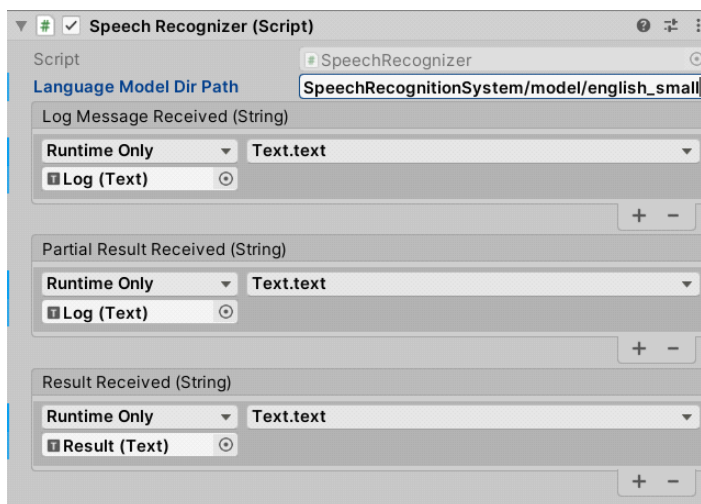 Speech Recognizer (Script)
Script SpeechRecognizer
Language Model Dir Path SpeechRecognitionSystem/model/english_small
Log Message Received (String)
Runtime Only Text.text
Log (Text)
+ −
Partial Result Received (String)
Runtime Only Text.text
Log (Text)
+ −
Result Received (String)
Runtime Only Text.text
Result (Text)
+ −